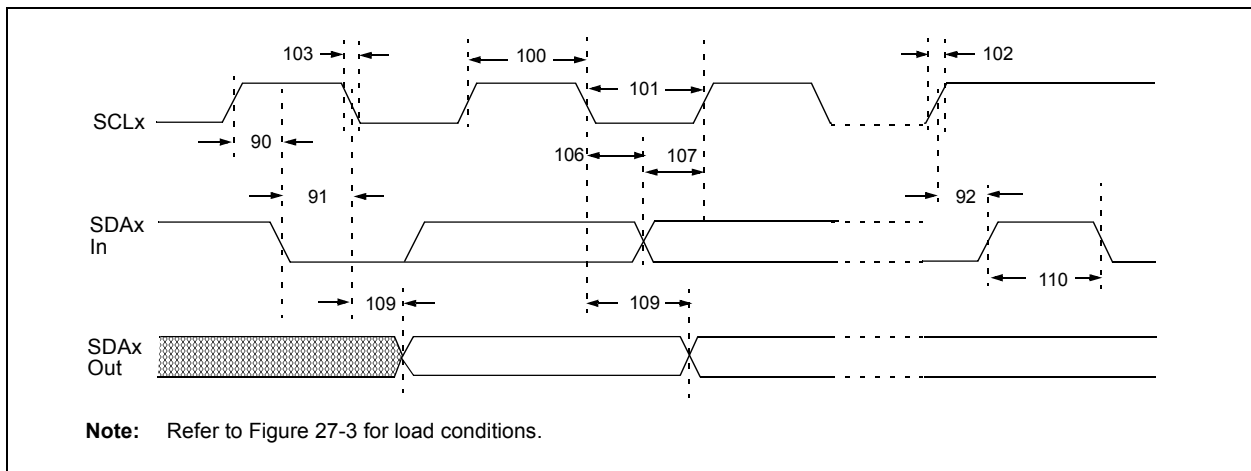 103
100
102
101
SCLx
90
106
107
91
92
SDAx
In
110
109
109
SDAx
Out
Note: Refer to Figure 27-3 for load conditions.